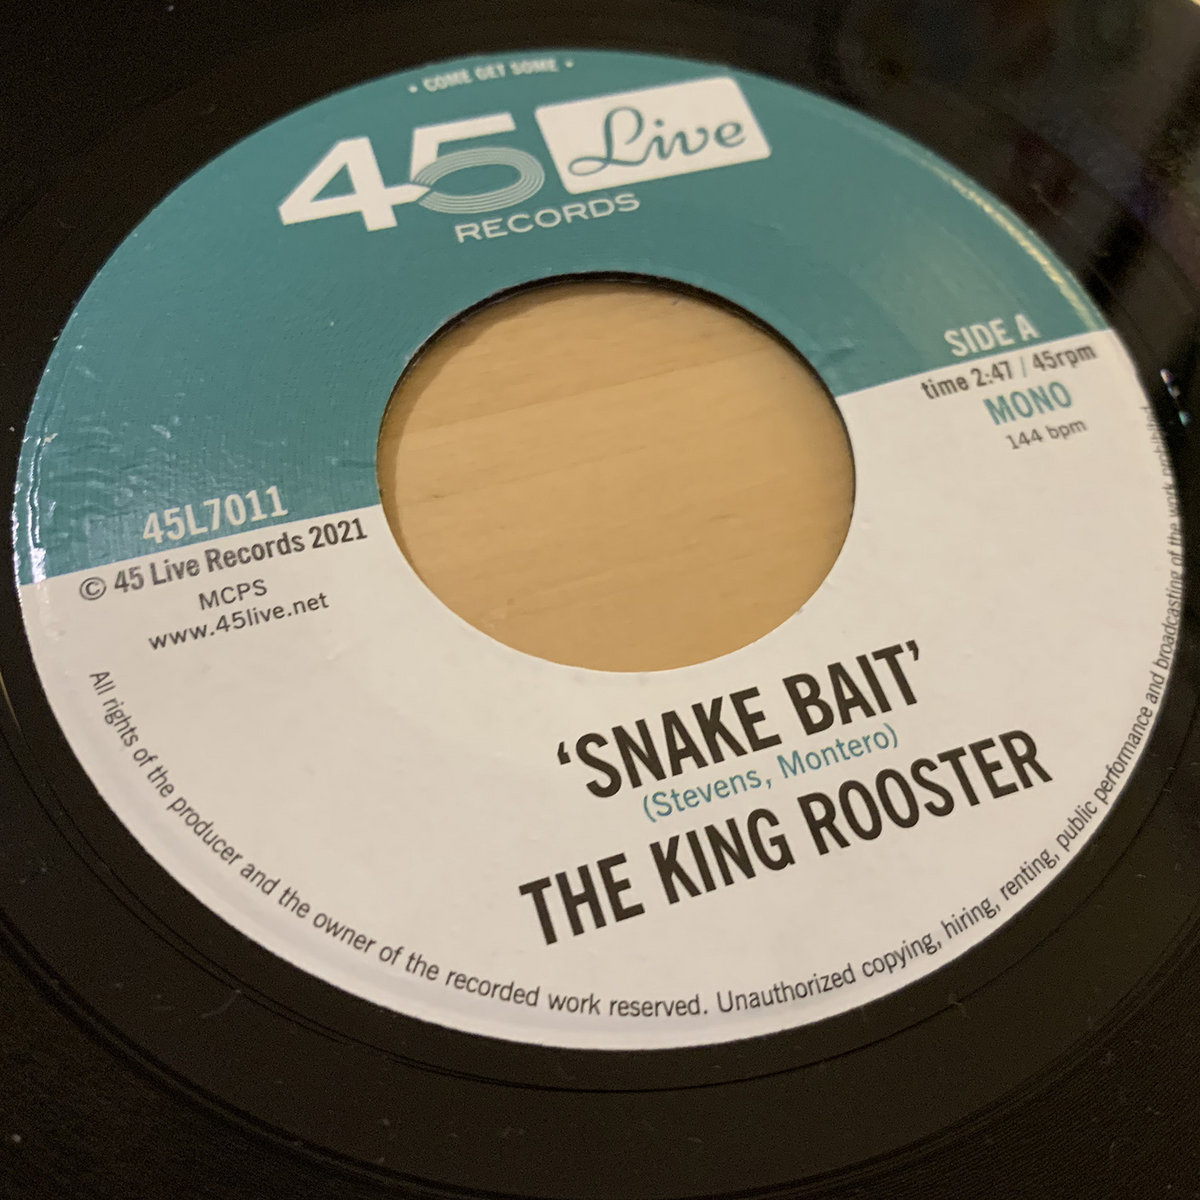 • COME GET SOME •
45 Live
RECORDS
SIDE A
time 2:47 / 45rpm
MONO
144 bpm
45L7011
© 45 Live Records 2021
MCPS
www.45live.net
‘SNAKE BAIT’
(Stevens, Montero)
THE KING ROOSTER
All rights of the producer and the owner of the recorded work reserved. Unauthorized copying, hiring, renting, public performance and broadcasting of the work prohibited